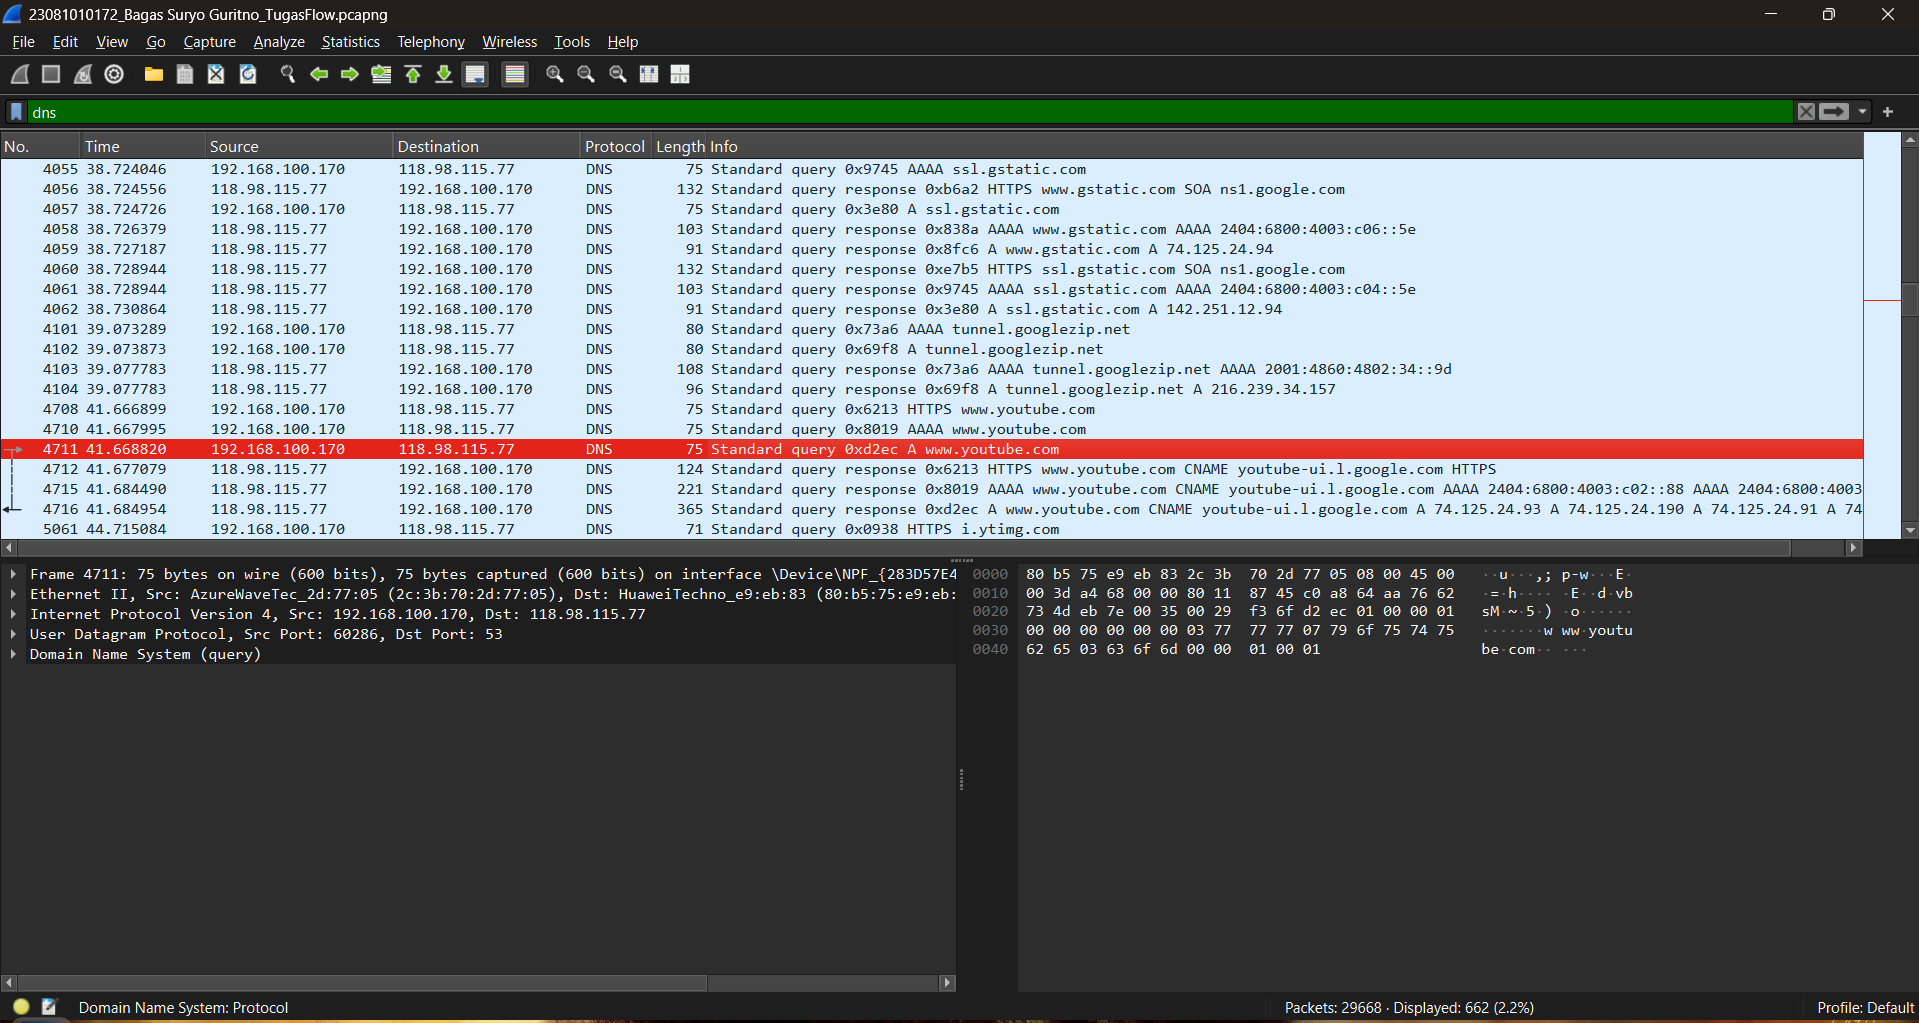 23081010172_Bagas Suryo Guritno_TugasFlow.pcapng
File Edit View Go Capture Analyze Statistics Telephony Wireless Tools Help
dns
No. Time Source Destination Protocol Length Info
4055 38.724046 192.168.100.170 118.98.115.77 DNS 75 Standard query 0x9745 AAAA ssl.gstatic.com
4056 38.724556 118.98.115.77 192.168.100.170 DNS 132 Standard query response 0xb6a2 HTTPS www.gstatic.com SOA ns1.google.com
4057 38.724726 192.168.100.170 118.98.115.77 DNS 75 Standard query 0x3e80 A ssl.gstatic.com
4058 38.726379 118.98.115.77 192.168.100.170 DNS 103 Standard query response 0x838a AAAA www.gstatic.com AAAA 2404:6800:4003:c06::5e
4059 38.727187 118.98.115.77 192.168.100.170 DNS 91 Standard query response 0x8fc6 A www.gstatic.com A 74.125.24.94
4060 38.728944 118.98.115.77 192.168.100.170 DNS 132 Standard query response 0xe7b5 HTTPS ssl.gstatic.com SOA ns1.google.com
4061 38.728944 118.98.115.77 192.168.100.170 DNS 103 Standard query response 0x9745 AAAA ssl.gstatic.com AAAA 2404:6800:4003:c04::5e
4062 38.730864 118.98.115.77 192.168.100.170 DNS 91 Standard query response 0x3e80 A ssl.gstatic.com A 142.251.12.94
4101 39.073289 192.168.100.170 118.98.115.77 DNS 80 Standard query 0x73a6 AAAA tunnel.googlezip.net
4102 39.073873 192.168.100.170 118.98.115.77 DNS 80 Standard query 0x69f8 A tunnel.googlezip.net
4103 39.077783 118.98.115.77 192.168.100.170 DNS 108 Standard query response 0x73a6 AAAA tunnel.googlezip.net AAAA 2001:4860:4802:34::9d
4104 39.077783 118.98.115.77 192.168.100.170 DNS 96 Standard query response 0x69f8 A tunnel.googlezip.net A 216.239.34.157
4708 41.666899 192.168.100.170 118.98.115.77 DNS 75 Standard query 0x6213 HTTPS www.youtube.com
4710 41.667995 192.168.100.170 118.98.115.77 DNS 75 Standard query 0x8019 AAAA www.youtube.com
4711 41.668820 192.168.100.170 118.98.115.77 DNS 75 Standard query 0xd2ec A www.youtube.com
4712 41.677079 118.98.115.77 192.168.100.170 DNS 124 Standard query response 0x6213 HTTPS www.youtube.com CNAME youtube-ui.l.google.com HTTPS
4715 41.684490 118.98.115.77 192.168.100.170 DNS 221 Standard query response 0x8019 AAAA www.youtube.com CNAME youtube-ui.l.google.com AAAA 2404:6800:4003:c02::88 AAAA 2404:6800:4003
4716 41.684954 118.98.115.77 192.168.100.170 DNS 365 Standard query response 0xd2ec A www.youtube.com CNAME youtube-ui.l.google.com A 74.125.24.93 A 74.125.24.190 A 74.125.24.91 A 74
5061 44.715084 192.168.100.170 118.98.115.77 DNS 71 Standard query 0x0938 HTTPS i.ytimg.com
Frame 4711: 75 bytes on wire (600 bits), 75 bytes captured (600 bits) on interface \Device\NPF_{283D57E4
Ethernet II, Src: AzureWaveTec_2d:77:05 (2c:3b:70:2d:77:05), Dst: HuaweiTechno_e9:eb:83 (80:b5:75:e9:eb:
Internet Protocol Version 4, Src: 192.168.100.170, Dst: 118.98.115.77
User Datagram Protocol, Src Port: 60286, Dst Port: 53
Domain Name System (query)
0000 80 b5 75 e9 eb 83 2c 3b 70 2d 77 05 08 00 45 00 ··u···,; p-w···E·
0010 00 3d a4 68 00 00 80 11 87 45 c0 a8 64 aa 76 62 ·=·h···· ·E··d·vb
0020 73 4d eb 7e 00 35 00 29 f3 6f d2 ec 01 00 00 01 sM·~·5·) ·o······
0030 00 00 00 00 00 00 03 77 77 77 07 79 6f 75 74 75 ·······w ww·youtu
0040 62 65 03 63 6f 6d 00 00 01 00 01 be·com·· ···
Domain Name System: Protocol
Packets: 29668 · Displayed: 662 (2.2%)
Profile: Default